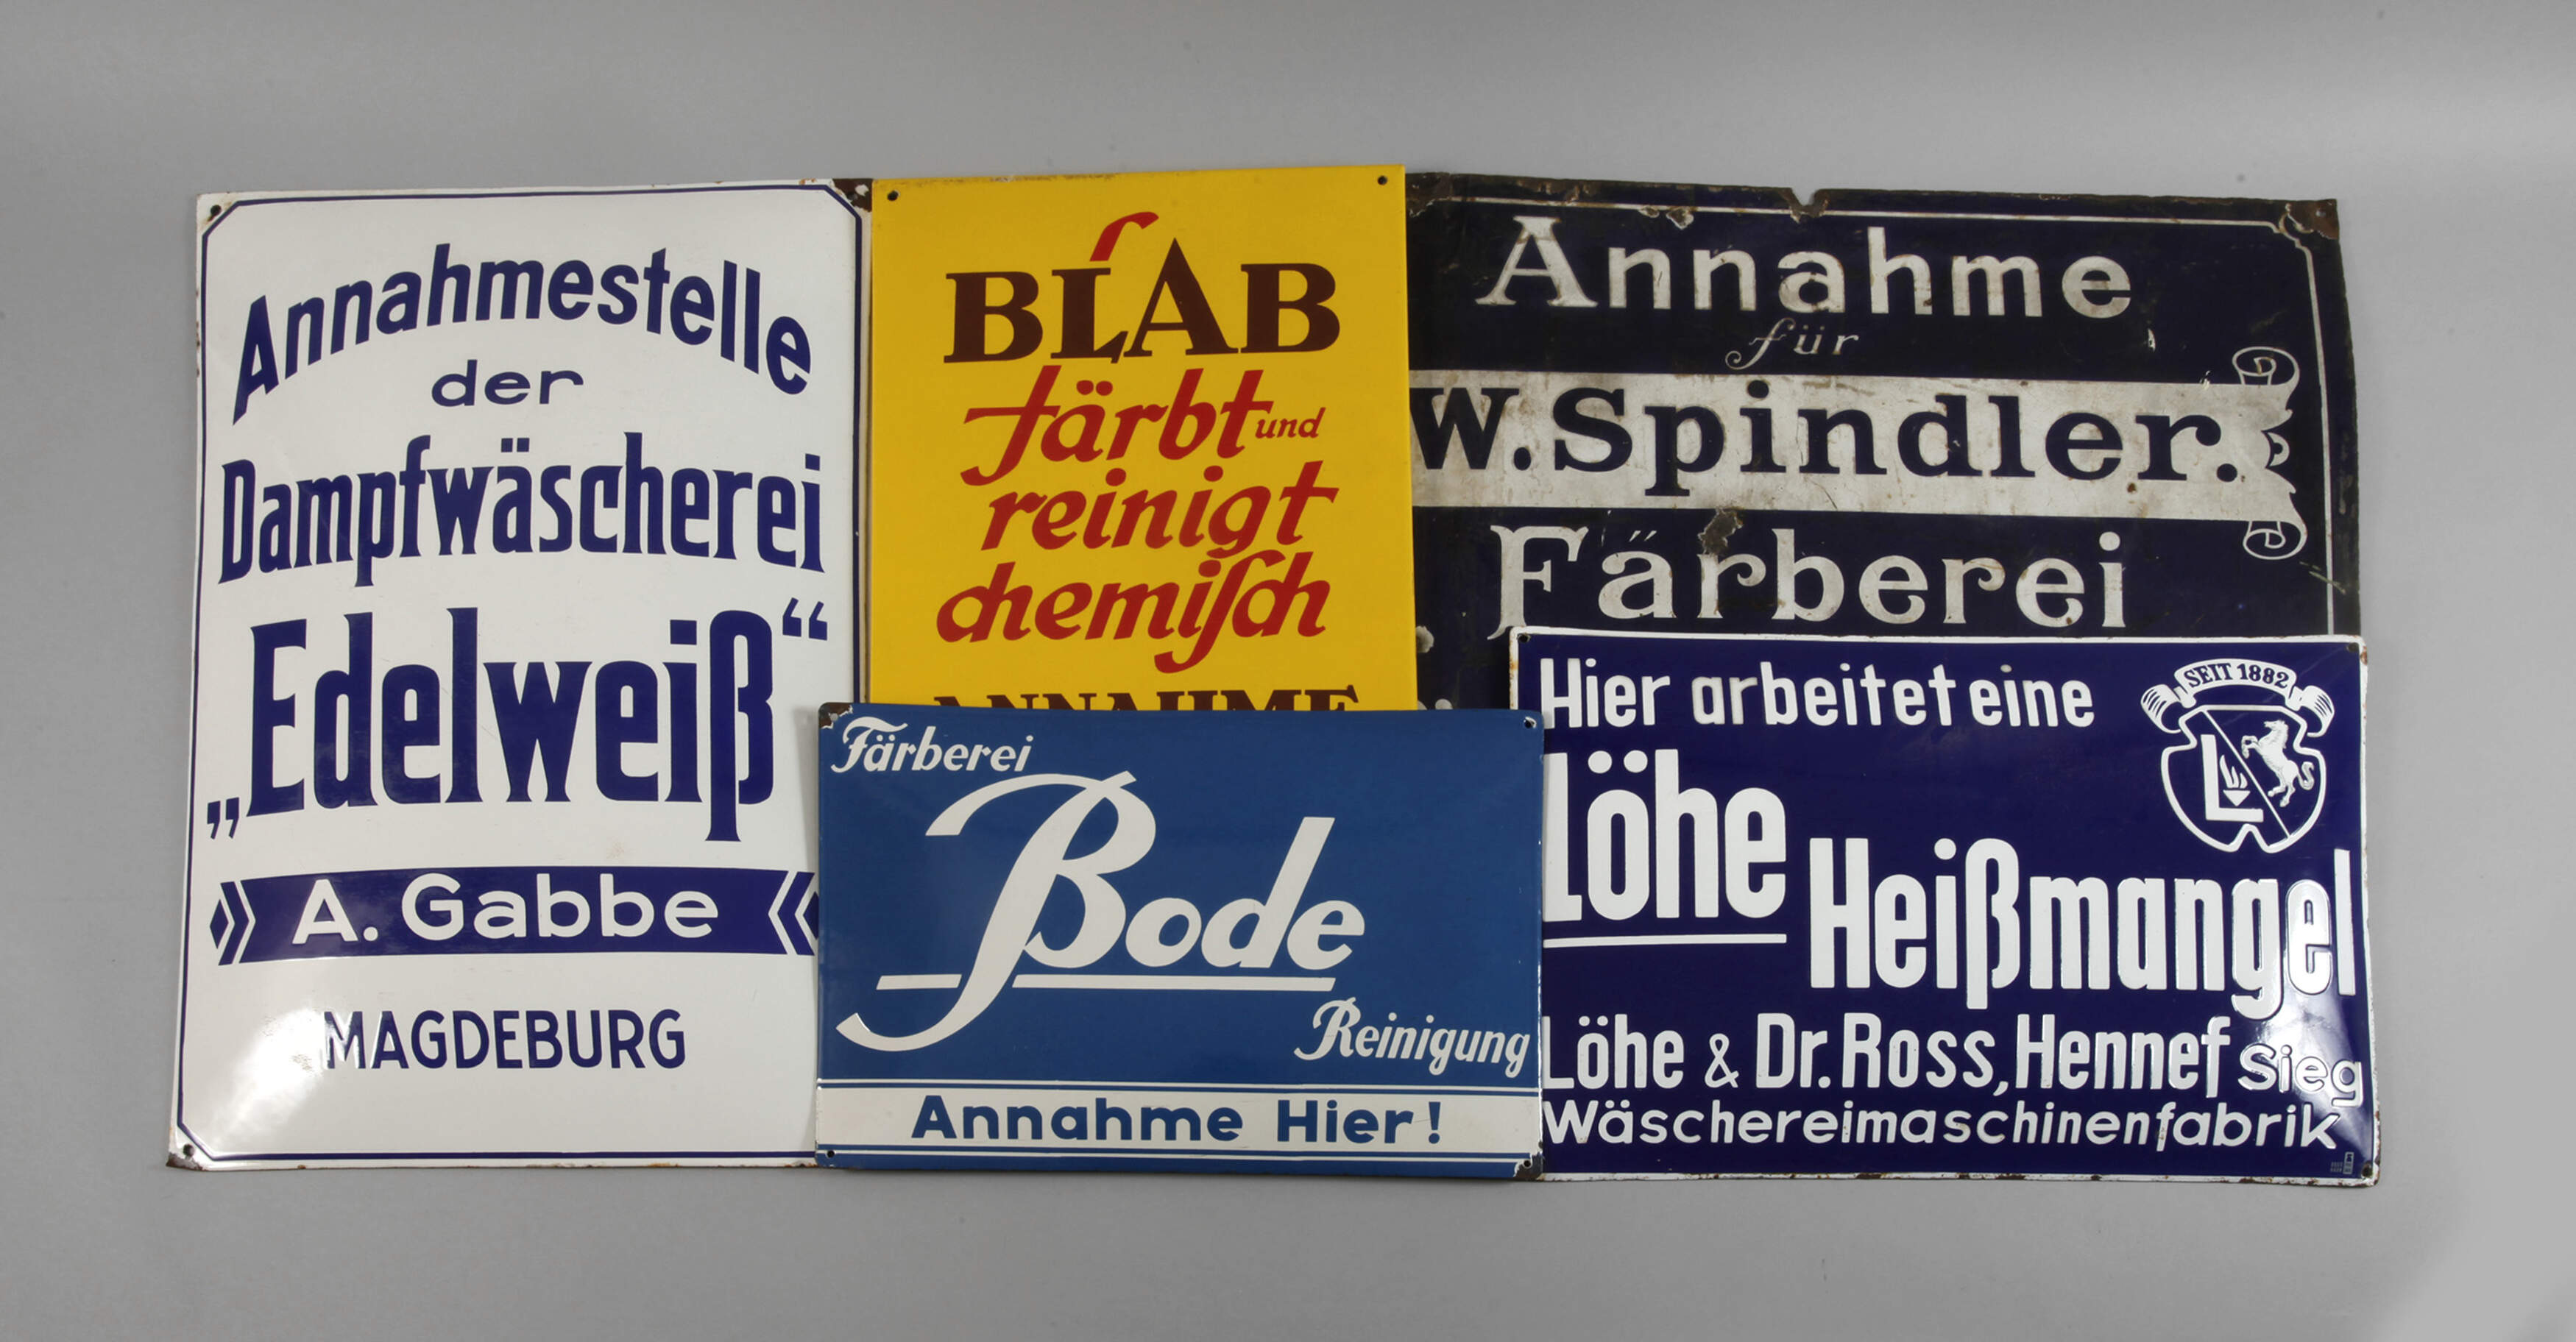 Annahmestelle
der
Dampfwäscherei
„Edelweiß“
A. Gabbe
MAGDEBURG
BLAB
färbt und
reinigt
chemiſch
ANNAHME
Annahme
für
W. Spindler.
Färberei
Färberei
Bode
Reinigung
Annahme Hier!
Hier arbeitet eine
SEIT 1882
L
Löhe
Heißmangel
Löhe & Dr. Ross, Hennef Sieg
Wäschereimaschinenfabrik